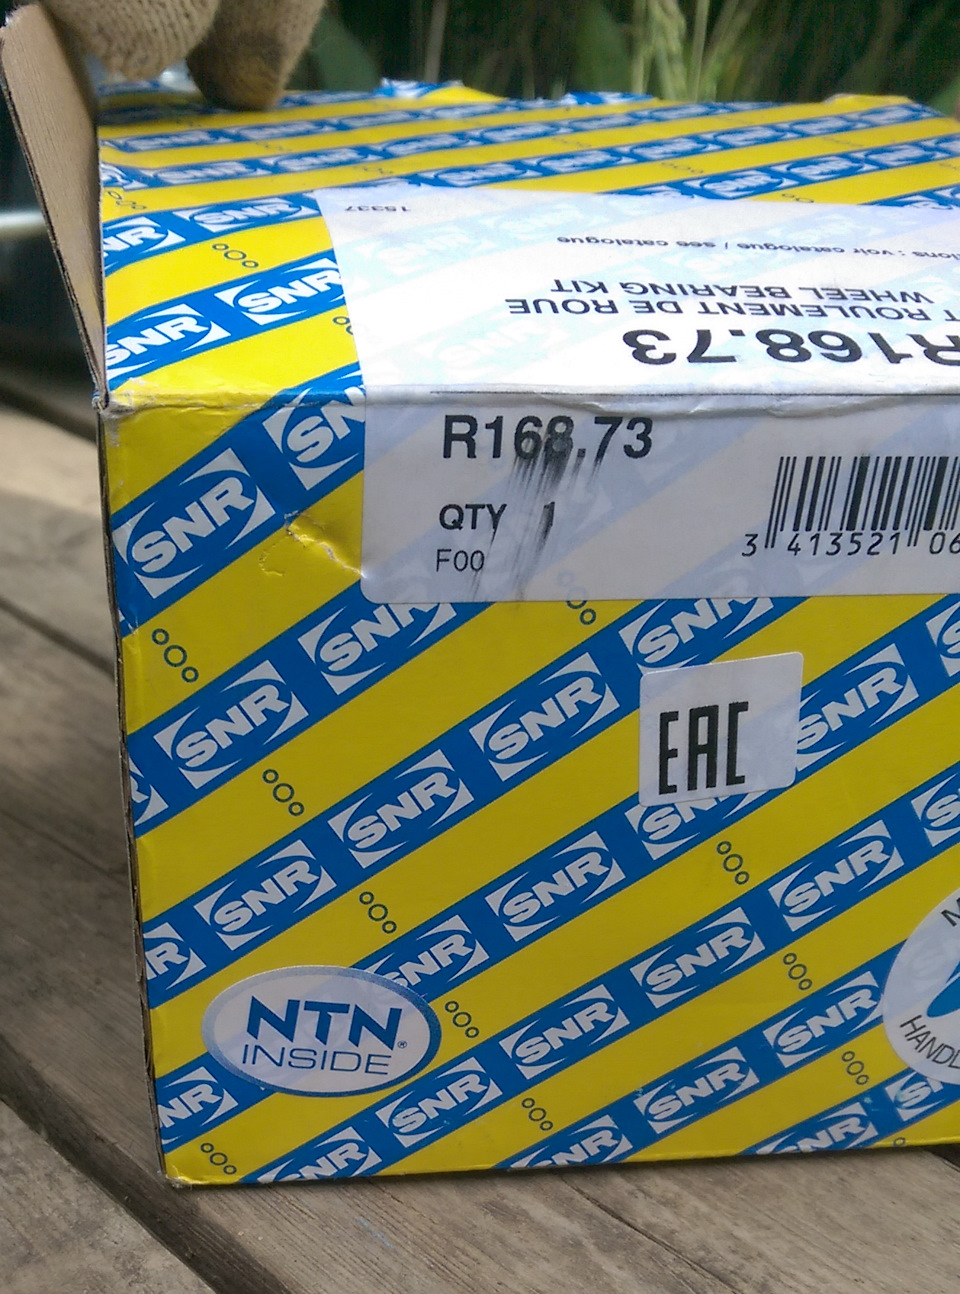 15337
see catalogue / voir catalogue :
WHEEL BEARING KIT
ROULEMENT DE ROUE
R168.73
R168.73
QTY 1
F00
3 413521 06
SNR
EAC
NTN
INSIDE®